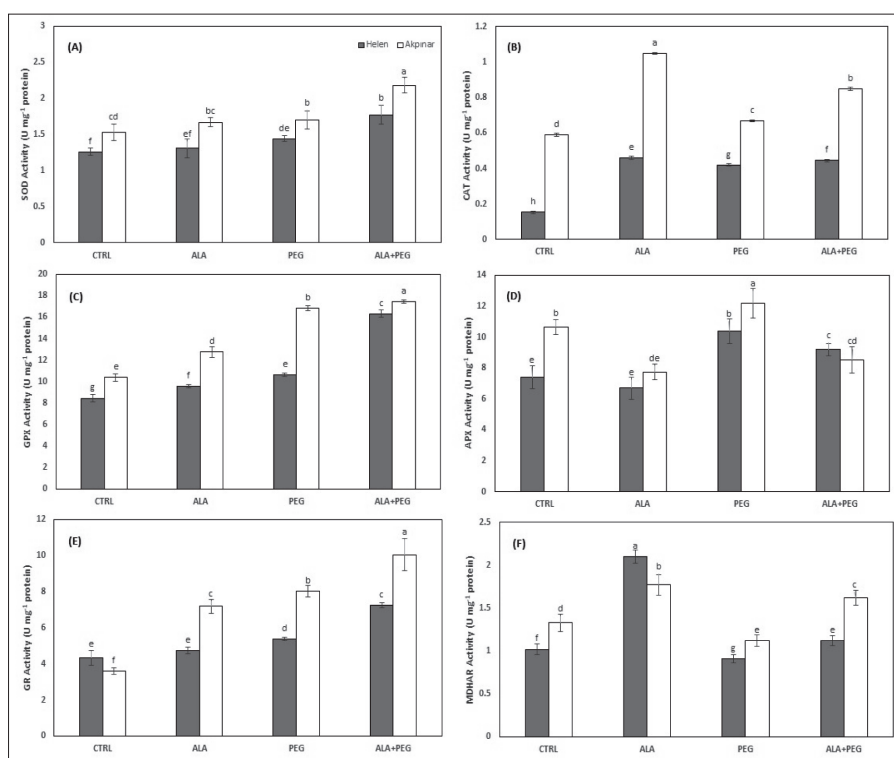 (A)
Helen
Akpınar
SOD Activity (U mg⁻¹ protein)
3
2.5
2
1.5
1
0.5
0
f
cd
ef
bc
de
b
b
a
CTRL
ALA
PEG
ALA+PEG
(B)
CAT Activity (U mg⁻¹ protein)
1.2
1
0.8
0.6
0.4
0.2
0
h
d
e
a
g
c
f
b
CTRL
ALA
PEG
ALA+PEG
(C)
GPX Activity (U mg⁻¹ protein)
20
18
16
14
12
10
8
6
4
2
0
g
e
f
d
e
b
c
a
CTRL
ALA
PEG
ALA+PEG
(D)
APX Activity (U mg⁻¹ protein)
14
12
10
8
6
4
2
0
e
b
e
de
b
a
c
cd
CTRL
ALA
PEG
ALA+PEG
(E)
GR Activity (U mg⁻¹ protein)
12
10
8
6
4
2
0
e
f
e
c
d
b
c
a
CTRL
ALA
PEG
ALA+PEG
(F)
MDHAR Activity (U mg⁻¹ protein)
2.5
2
1.5
1
0.5
0
f
d
a
b
g
e
e
c
CTRL
ALA
PEG
ALA+PEG